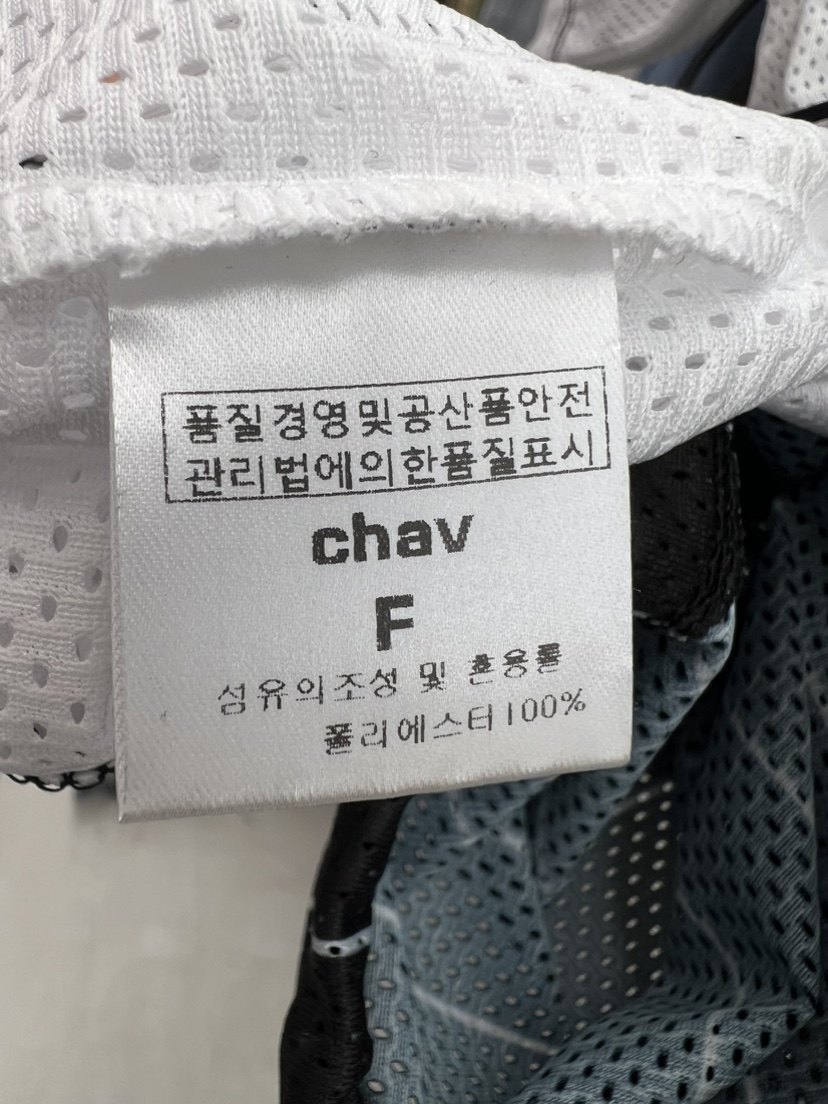 품질경영및공산품안전
관리법에의한품질표시
chav
F
섬유의조성 및 혼용률
폴리에스터100%